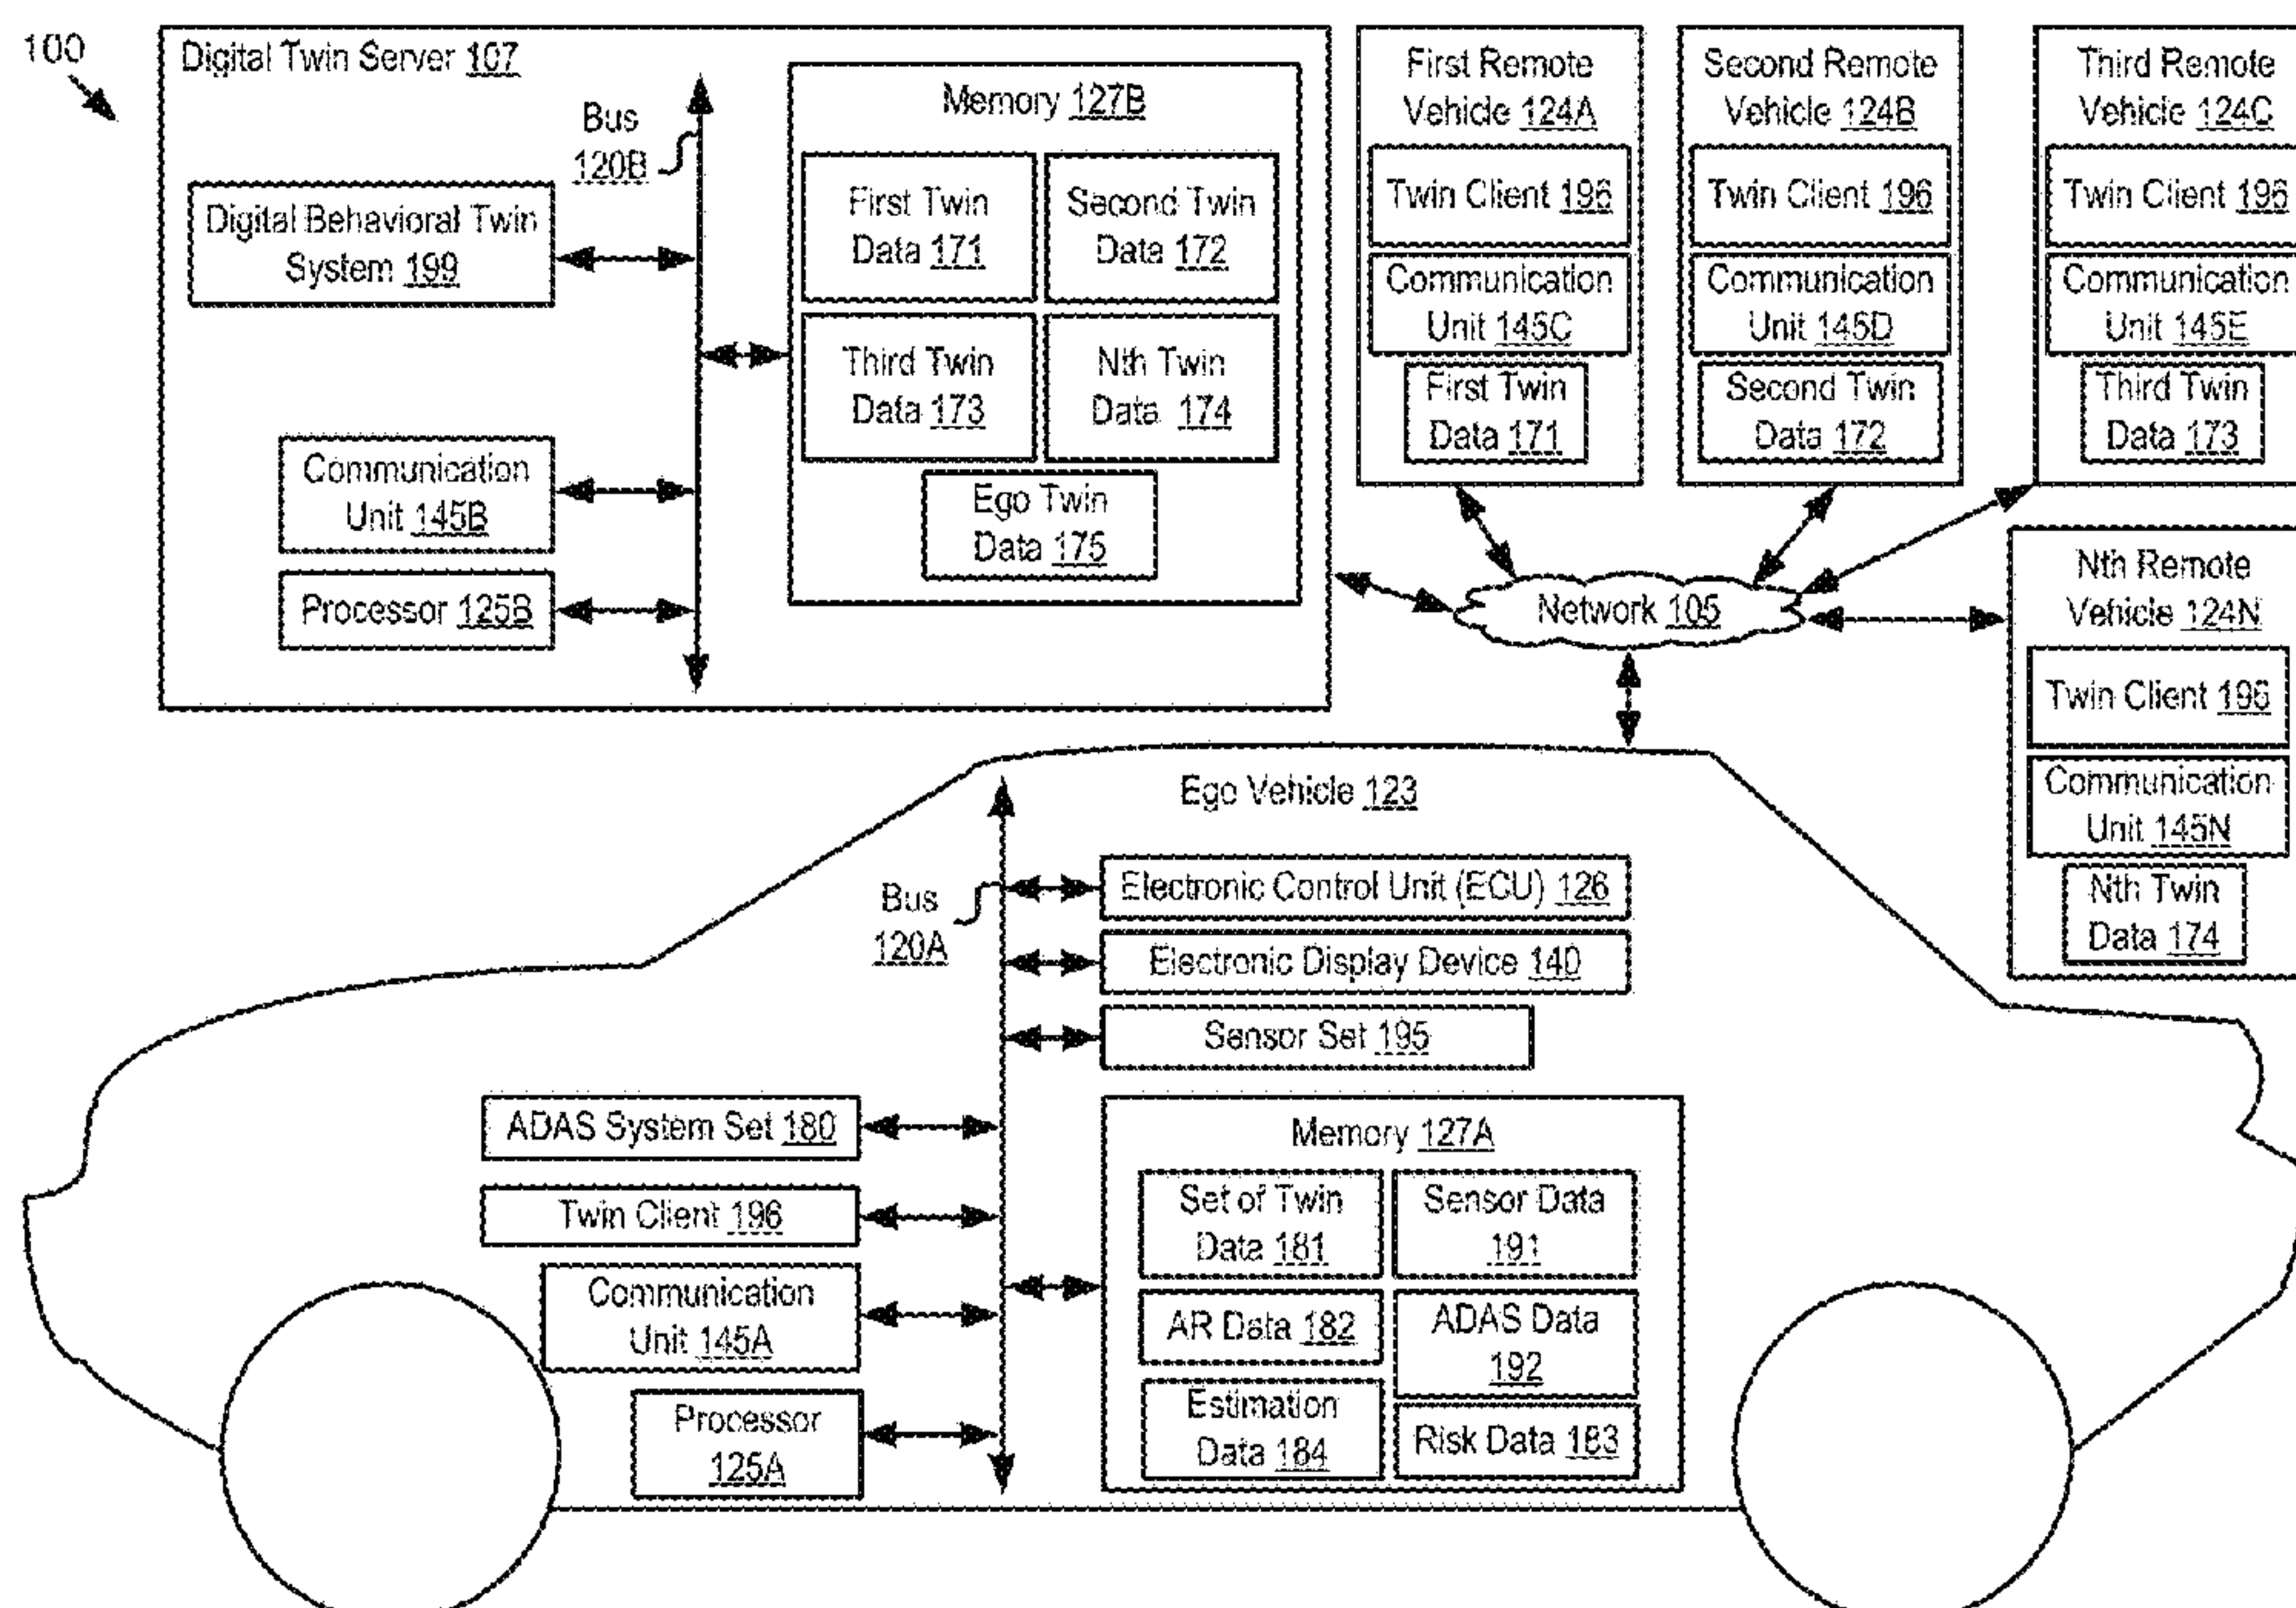 100
Digital Twin Server 107
Bus
120B
Digital Behavioral Twin
System 199
Communication
Unit 145B
Processor 125B
Memory 127B
First Twin
Data 171
Second Twin
Data 172
Third Twin
Data 173
Nth Twin
Data 174
Ego Twin
Data 175
First Remote
Vehicle 124A
Twin Client 196
Communication
Unit 145C
First Twin
Data 171
Second Remote
Vehicle 124B
Twin Client 196
Communication
Unit 145D
Second Twin
Data 172
Third Remote
Vehicle 124C
Twin Client 196
Communication
Unit 145E
Third Twin
Data 173
Network 105
Nth Remote
Vehicle 124N
Twin Client 196
Communication
Unit 145N
Nth Twin
Data 174
Ego Vehicle 123
Bus
120A
Electronic Control Unit (ECU) 126
Electronic Display Device 140
Sensor Set 195
ADAS System Set 180
Twin Client 196
Communication
Unit 145A
Processor
125A
Memory 127A
Set of Twin
Data 181
Sensor Data
191
AR Data 182
ADAS Data
192
Estimation
Data 184
Risk Data 183